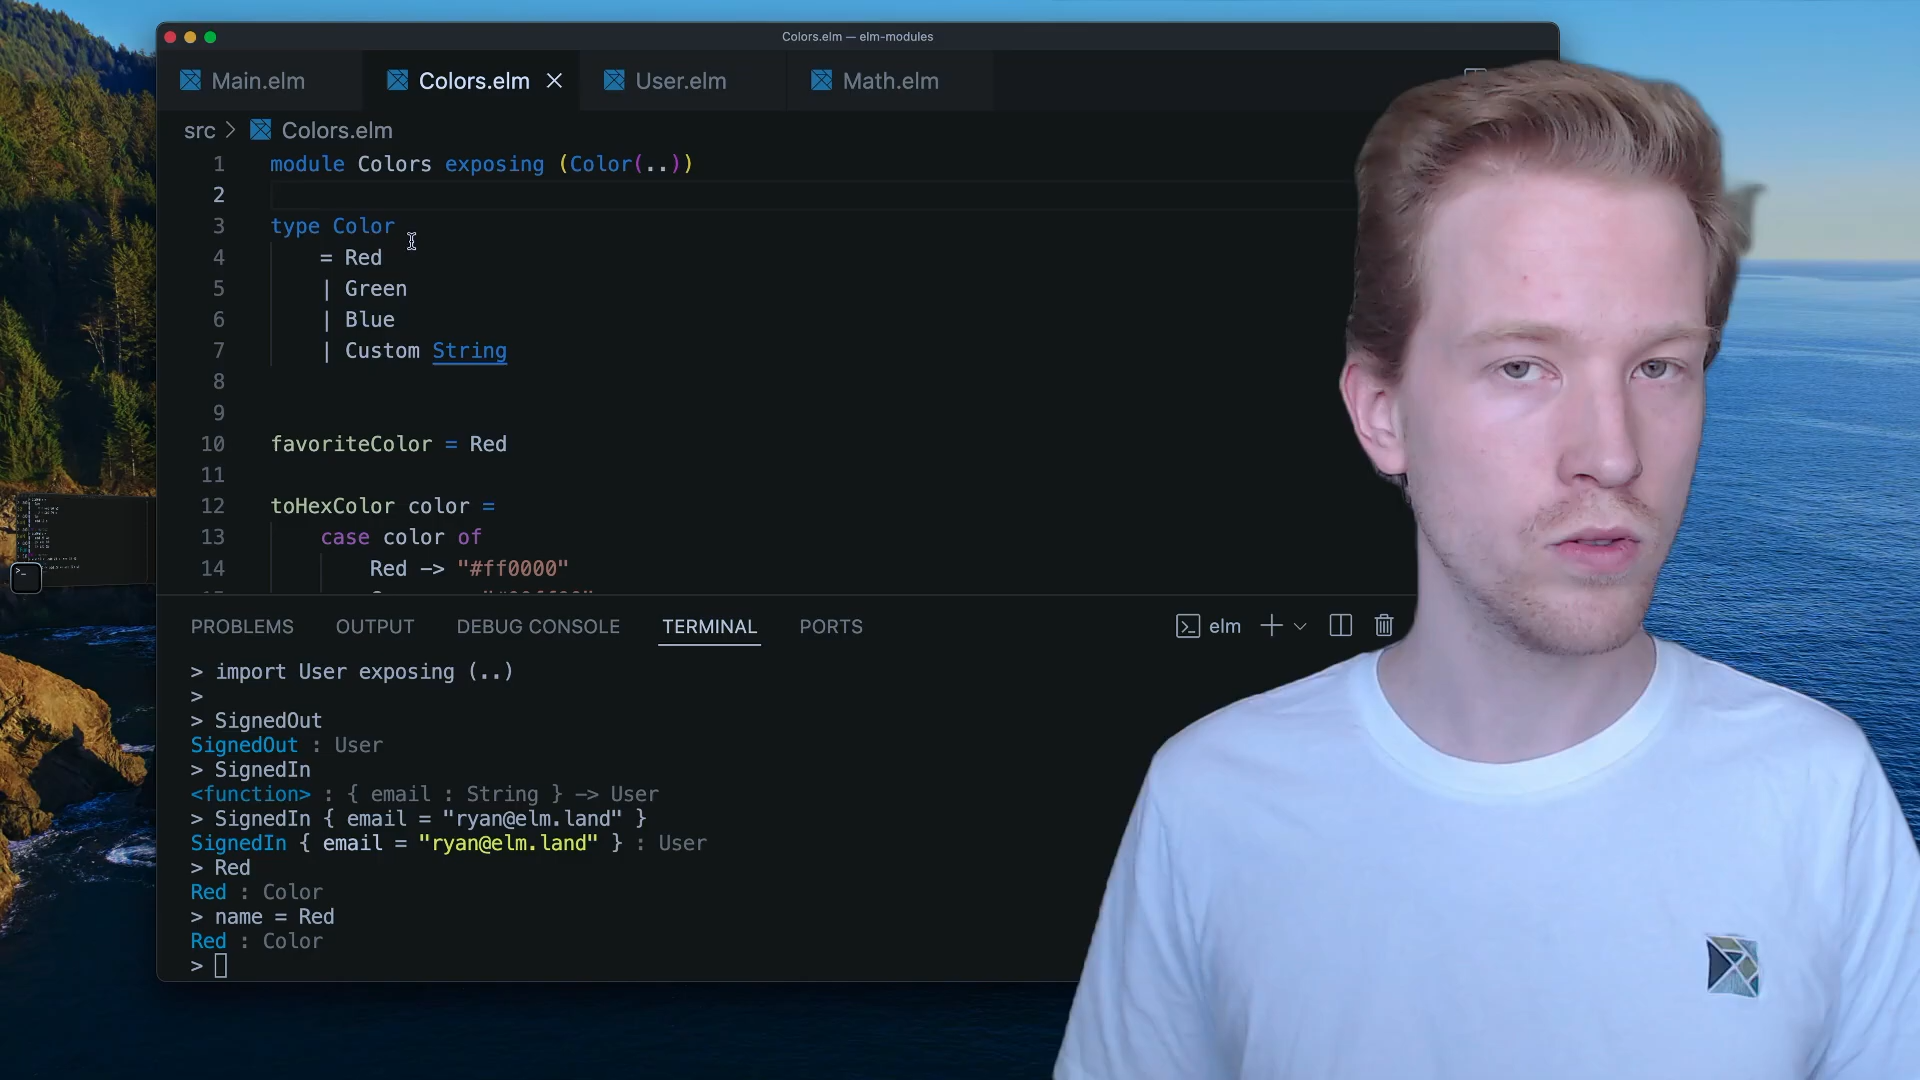 Colors.elm — elm-modules
Main.elm
Colors.elm
User.elm
Math.elm
src > Colors.elm
1 module Colors exposing (Color(..))
2
3 type Color
4 = Red
5 | Green
6 | Blue
7 | Custom String
8
9
10 favoriteColor = Red
11
12 toHexColor color =
13 case color of
14 Red -> "#ff0000"
PROBLEMS
OUTPUT
DEBUG CONSOLE
TERMINAL
PORTS
elm
> import User exposing (..)
>
> SignedOut
SignedOut : User
> SignedIn
<function> : { email : String } -> User
> SignedIn { email = "ryan@elm.land" }
SignedIn { email = "ryan@elm.land" } : User
> Red
Red : Color
> name = Red
Red : Color
>